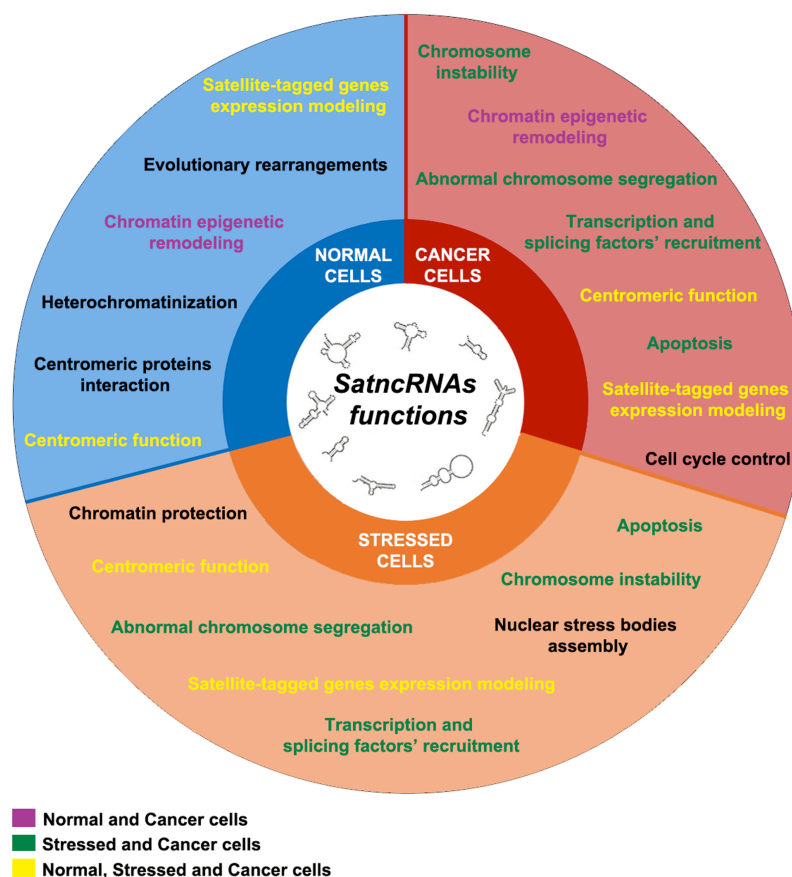 Satellite-tagged genes
expression modeling
Evolutionary rearrangements
Chromatin epigenetic
remodeling
Heterochromatinization
Centromeric proteins
interaction
Centromeric function
NORMAL
CELLS
Chromosome
instability
Chromatin epigenetic
remodeling
Abnormal chromosome segregation
Transcription and
splicing factors’ recruitment
Centromeric function
Apoptosis
Satellite-tagged genes
expression modeling
Cell cycle control
CANCER
CELLS
SatncRNAs
functions
STRESSED
CELLS
Chromatin protection
Centromeric function
Abnormal chromosome segregation
Satellite-tagged genes expression modeling
Transcription and
splicing factors’ recruitment
Apoptosis
Chromosome instability
Nuclear stress bodies
assembly
Normal and Cancer cells
Stressed and Cancer cells
Normal, Stressed and Cancer cells